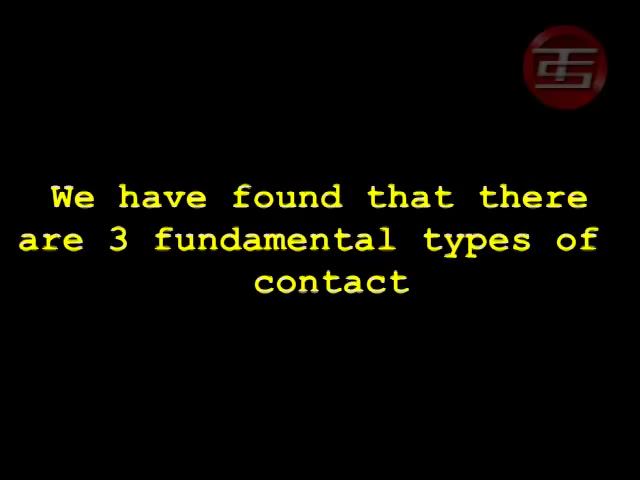 We have found that there
are 3 fundamental types of
contact